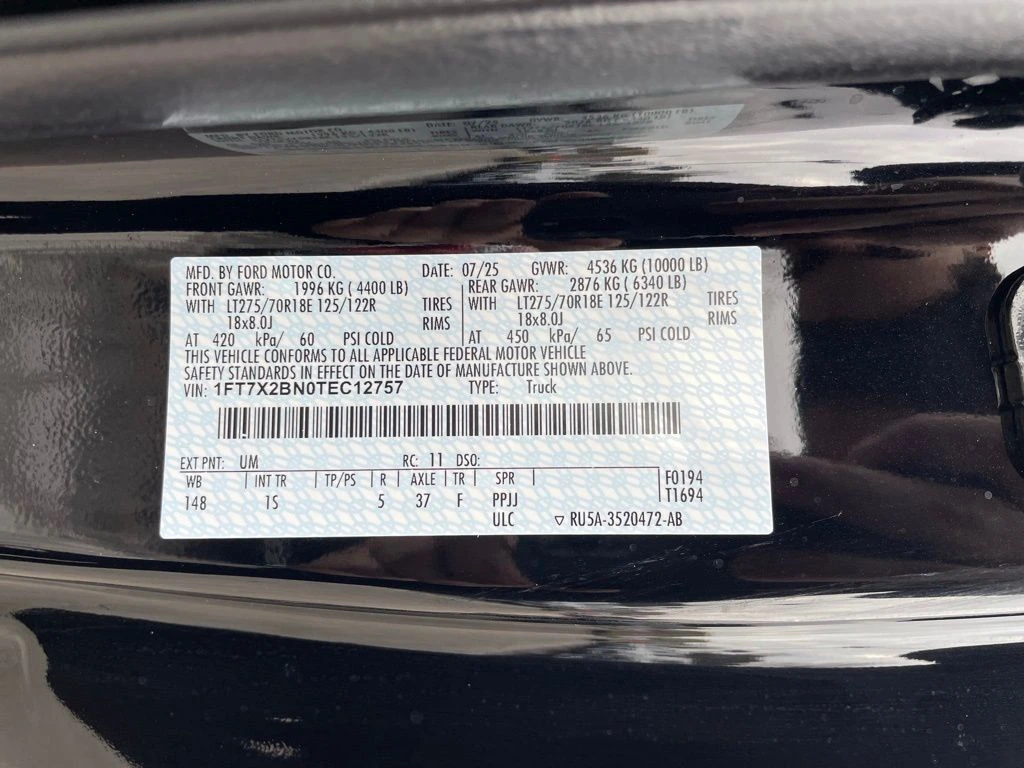 MFD. BY FORD MOTOR CO. DATE: 07/25 GVWR: 4536 KG (10000 LB)
FRONT GAWR: 1996 KG ( 4400 LB) REAR GAWR: 2876 KG ( 6340 LB)
WITH LT275/70R18E 125/122R TIRES WITH LT275/70R18E 125/122R TIRES
18x8.0J RIMS 18x8.0J RIMS
AT 420 kPa/ 60 PSI COLD AT 450 kPa/ 65 PSI COLD
THIS VEHICLE CONFORMS TO ALL APPLICABLE FEDERAL MOTOR VEHICLE
SAFETY STANDARDS IN EFFECT ON THE DATE OF MANUFACTURE SHOWN ABOVE.
VIN: 1FT7X2BN0TEC12757 TYPE: Truck
EXT PNT: UM RC: 11 DSO:
WB INT TR TP/PS R AXLE TR SPR F0194
148 1S 5 37 F PPJJ T1694
ULC ▽ RU5A-3520472-AB